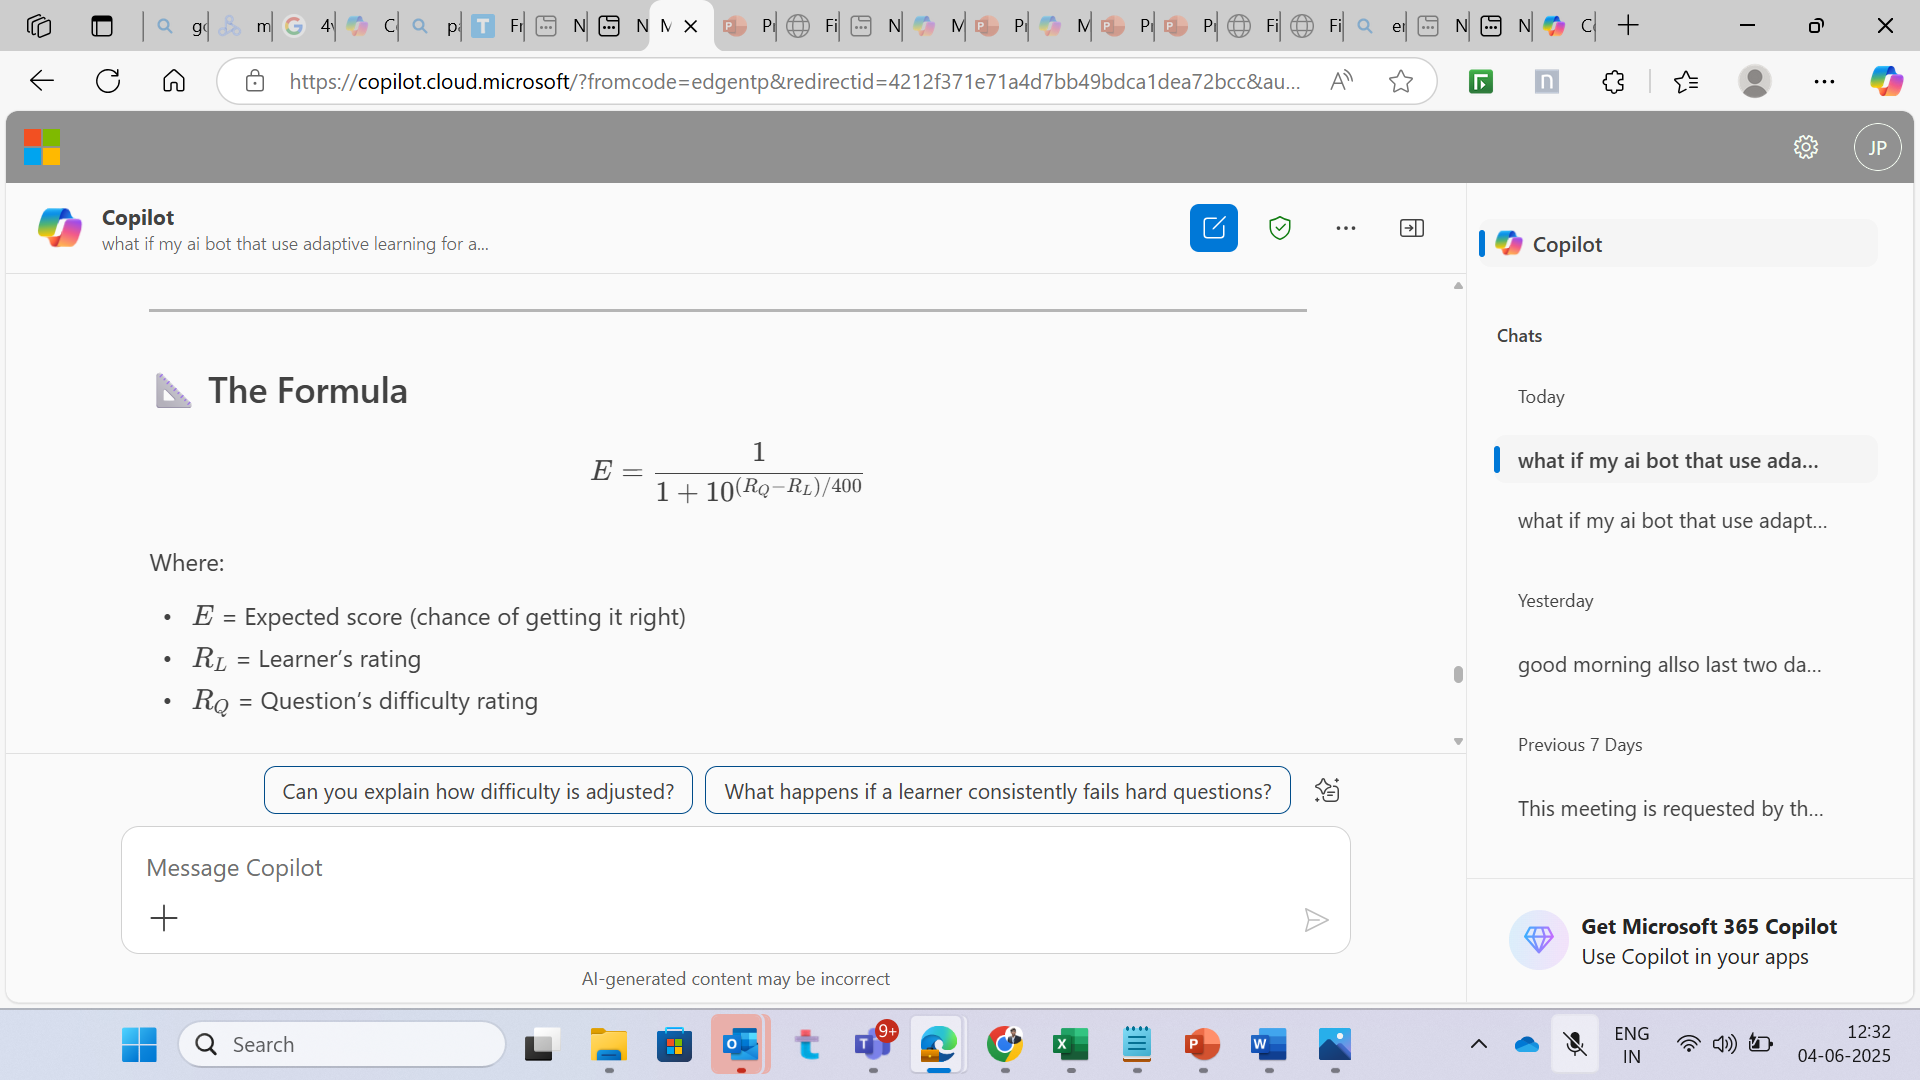 https://copilot.cloud.microsoft/?fromcode=edgentp&redirectid=4212f371e71a4d7bb49bdca1dea72bcc&au...
JP
Copilot
what if my ai bot that use adaptive learning for a...
The Formula
E = 1 / (1 + 10^((R_Q − R_L)/400))
Where:
• E = Expected score (chance of getting it right)
• R_L = Learner’s rating
• R_Q = Question’s difficulty rating
Can you explain how difficulty is adjusted?
What happens if a learner consistently fails hard questions?
Message Copilot
AI-generated content may be incorrect
Copilot
Chats
Today
what if my ai bot that use ada...
what if my ai bot that use adapt...
Yesterday
good morning allso last two da...
Previous 7 Days
This meeting is requested by th...
Get Microsoft 365 Copilot
Use Copilot in your apps
Search
9+
ENG
IN
12:32
04-06-2025